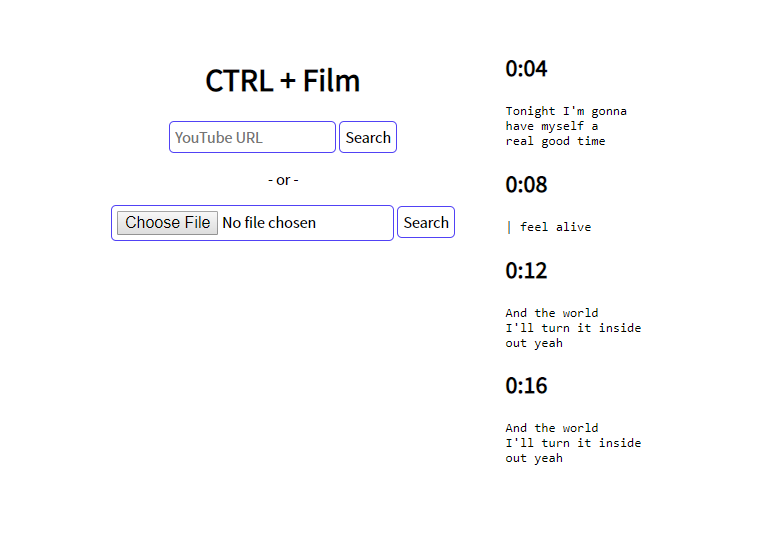 CTRL + Film
YouTube URL Search
- or -
Choose File No file chosen Search
0:04
Tonight I'm gonna
have myself a
real good time
0:08
| feel alive
0:12
And the world
I'll turn it inside
out yeah
0:16
And the world
I'll turn it inside
out yeah